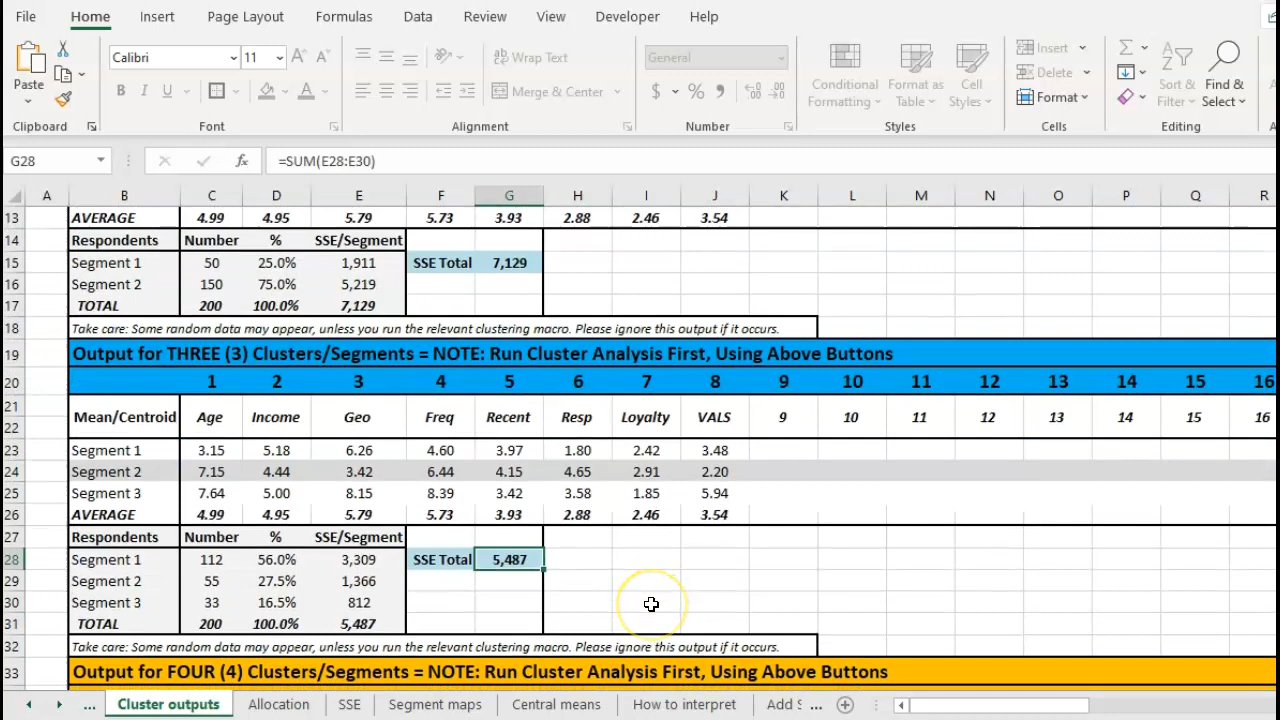 File Home Insert Page Layout Formulas Data Review View Developer Help
Calibri 11 A A Wrap Text General Insert Σ
Paste B I U A Merge & Center $ % 9 Conditional Formatting Format as Table Cell Styles Delete Format Sort & Filter Find & Select
Clipboard Font Alignment Number Styles Cells Editing
G28 fx =SUM(E28:E30)
A B C D E F G H I J K L M N O P Q R
13 AVERAGE 4.99 4.95 5.79 5.73 3.93 2.88 2.46 3.54
14 Respondents Number % SSE/Segment
15 Segment 1 50 25.0% 1,911 SSE Total 7,129
16 Segment 2 150 75.0% 5,219
17 TOTAL 200 100.0% 7,129
18 Take care: Some random data may appear, unless you run the relevant clustering macro. Please ignore this output if it occurs.
19 Output for THREE (3) Clusters/Segments = NOTE: Run Cluster Analysis First, Using Above Buttons
20 1 2 3 4 5 6 7 8 9 10 11 12 13 14 15 16
21 Mean/Centroid Age Income Geo Freq Recent Resp Loyalty VALS 9 10 11 12 13 14 15 16
22
23 Segment 1 3.15 5.18 6.26 4.60 3.97 1.80 2.42 3.48
24 Segment 2 7.15 4.44 3.42 6.44 4.15 4.65 2.91 2.20
25 Segment 3 7.64 5.00 8.15 8.39 3.42 3.58 1.85 5.94
26 AVERAGE 4.99 4.95 5.79 5.73 3.93 2.88 2.46 3.54
27 Respondents Number % SSE/Segment
28 Segment 1 112 56.0% 3,309 SSE Total 5,487
29 Segment 2 55 27.5% 1,366
30 Segment 3 33 16.5% 812
31 TOTAL 200 100.0% 5,487
32 Take care: Some random data may appear, unless you run the relevant clustering macro. Please ignore this output if it occurs.
33 Output for FOUR (4) Clusters/Segments = NOTE: Run Cluster Analysis First, Using Above Buttons
... Cluster outputs Allocation SSE Segment maps Central means How to interpret Add S ...